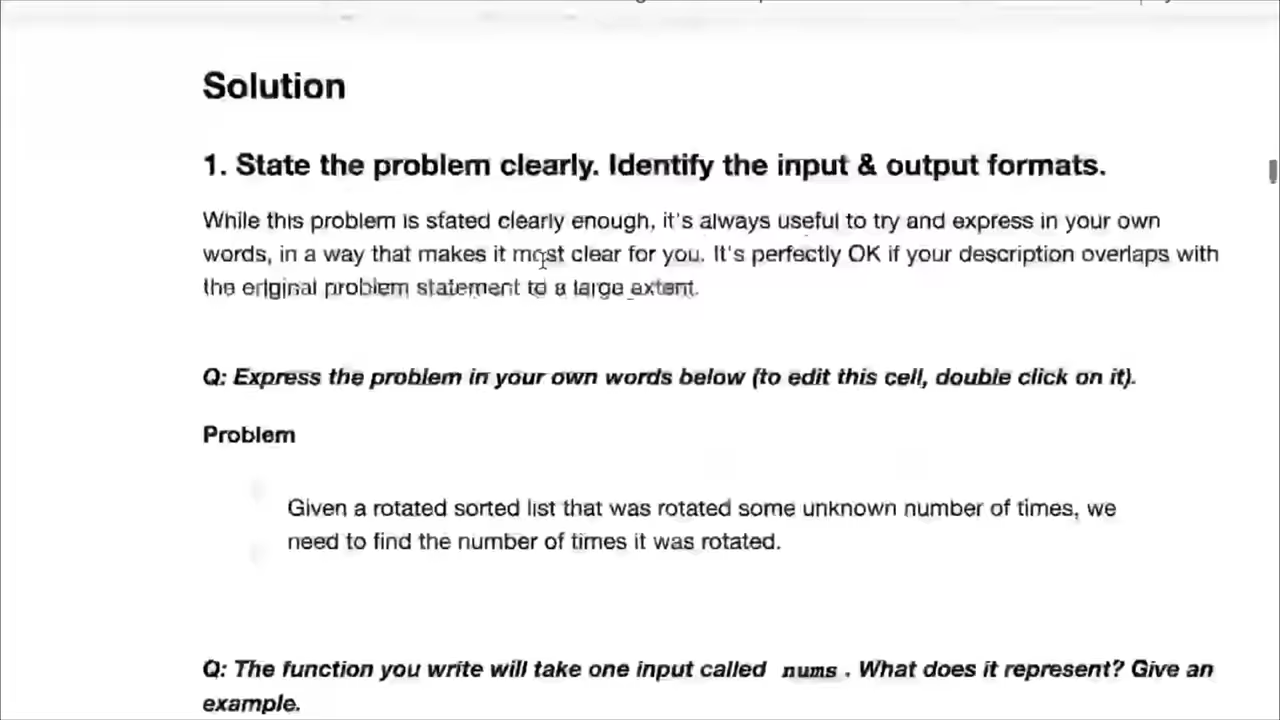 Solution
1. State the problem clearly. Identify the input & output formats.
While this problem is stated clearly enough, it's always useful to try and express in your own
words, in a way that makes it most clear for you. It's perfectly OK if your description overlaps with
the original problem statement to a large extent.
Q: Express the problem in your own words below (to edit this cell, double click on it).
Problem
Given a rotated sorted list that was rotated some unknown number of times, we
need to find the number of times it was rotated.
Q: The function you write will take one input called nums . What does it represent? Give an
example.